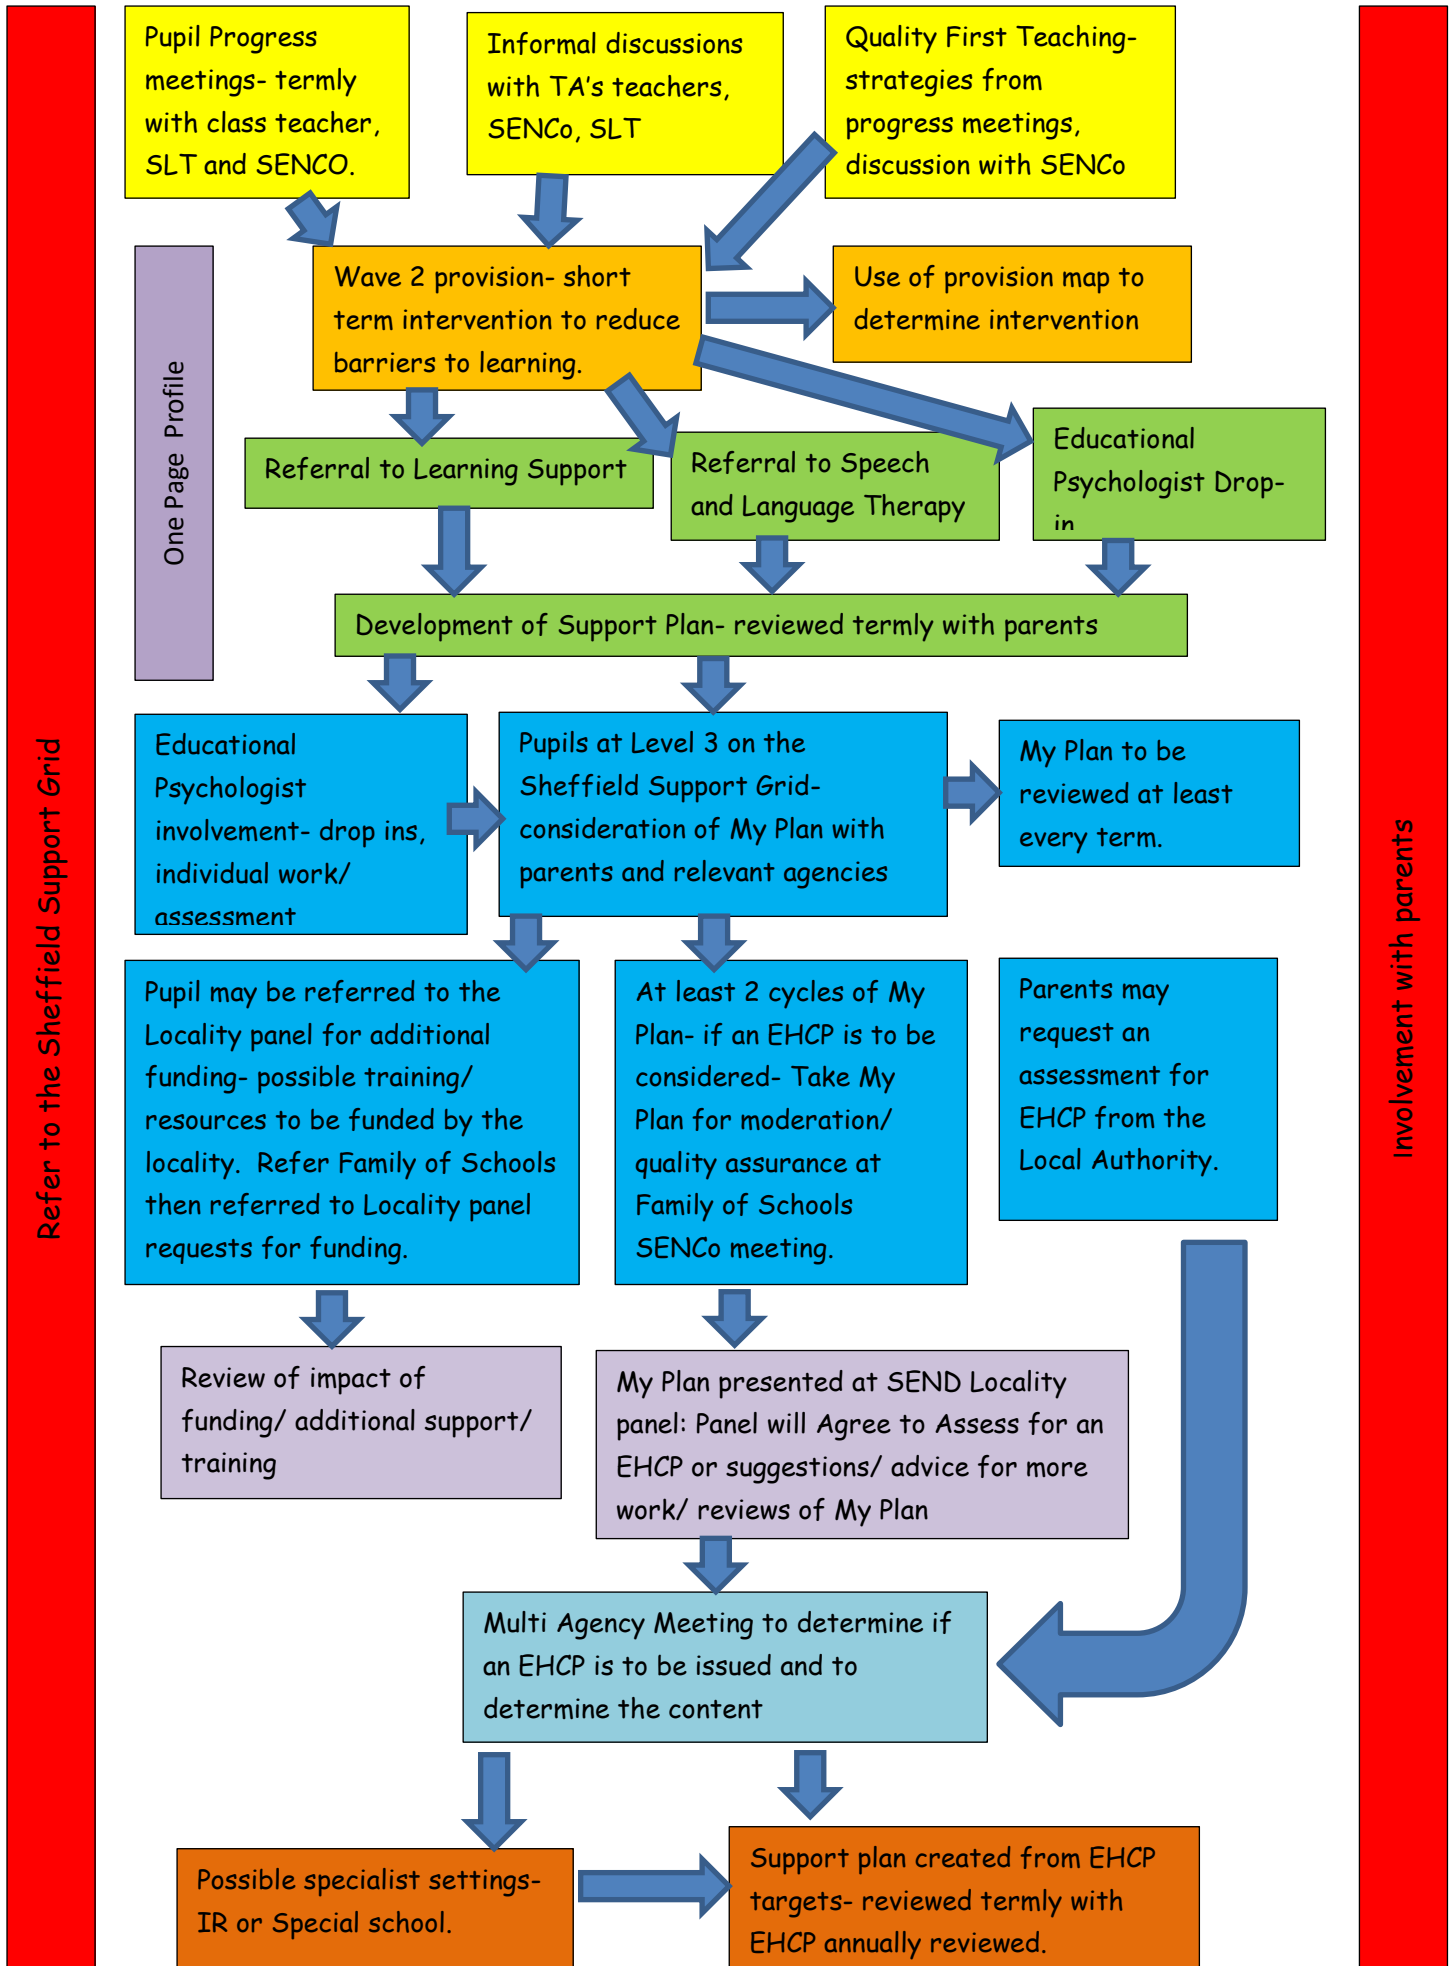 Refer to the Sheffield Support Grid
Pupil Progress
meetings- termly
with class teacher,
SLT and SENCO.
Informal discussions
with TA's teachers,
SENCo, SLT
Quality First Teaching-
strategies from
progress meetings,
discussion with SENCo
One Page Profile
Wave 2 provision- short
term intervention to reduce
barriers to learning.
Use of provision map to
determine intervention
Referral to Learning Support
Referral to Speech
and Language Therapy
Educational
Psychologist Drop-
in
Development of Support Plan- reviewed termly with parents
Educational
Psychologist
involvement- drop ins,
individual work/
assessment
Pupils at Level 3 on the
Sheffield Support Grid-
consideration of My Plan with
parents and relevant agencies
My Plan to be
reviewed at least
every term.
Pupil may be referred to the
Locality panel for additional
funding- possible training/
resources to be funded by the
locality. Refer Family of Schools
then referred to Locality panel
requests for funding.
At least 2 cycles of My
Plan- if an EHCP is to be
considered- Take My
Plan for moderation/
quality assurance at
Family of Schools
SENCo meeting.
Parents may
request an
assessment for
EHCP from the
Local Authority.
Review of impact of
funding/ additional support/
training
My Plan presented at SEND Locality
panel: Panel will Agree to Assess for an
EHCP or suggestions/ advice for more
work/ reviews of My Plan
Multi Agency Meeting to determine if
an EHCP is to be issued and to
determine the content
Possible specialist settings-
IR or Special school.
Support plan created from EHCP
targets- reviewed termly with
EHCP annually reviewed.
Involvement with parents